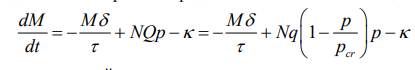 dM/dt = −Mδ/τ + NQp − κ = −Mδ/τ + Nq(1 − p/p_cr)p − κ